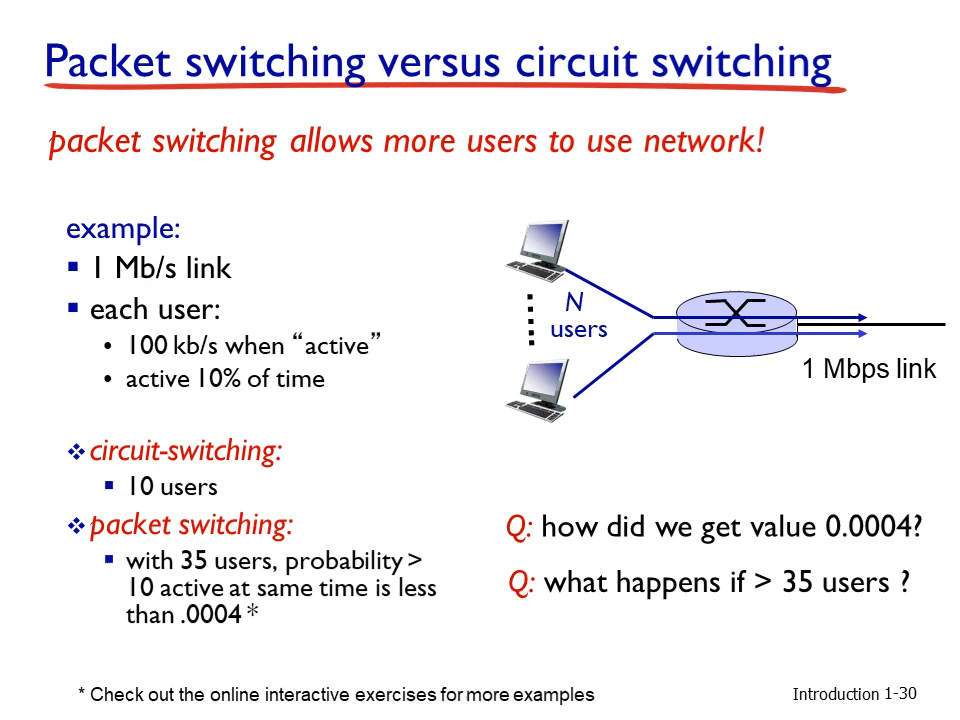 Packet switching versus circuit switching
packet switching allows more users to use network!
example:
▪ 1 Mb/s link
▪ each user:
• 100 kb/s when “active”
• active 10% of time
❖ circuit-switching:
▪ 10 users
❖ packet switching:
▪ with 35 users, probability >
10 active at same time is less
than .0004 *
N
users
1 Mbps link
Q: how did we get value 0.0004?
Q: what happens if > 35 users ?
* Check out the online interactive exercises for more examples
Introduction 1-30